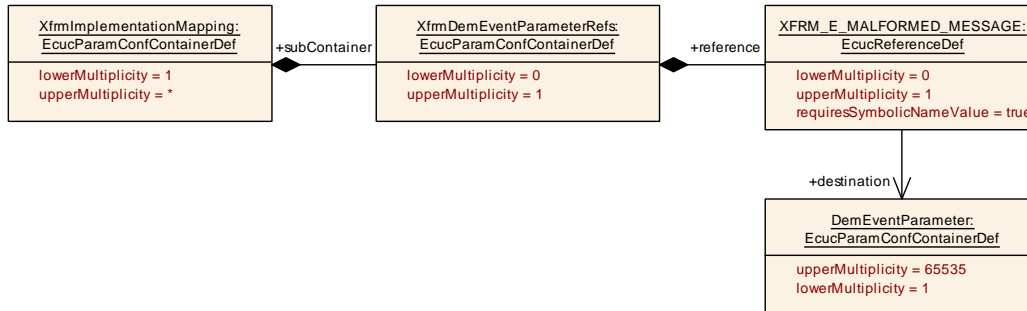 XfrmImplementationMapping:
EcucParamConfContainerDef
lowerMultiplicity = 1
upperMultiplicity = *
+subContainer
XfrmDemEventParameterRefs:
EcucParamConfContainerDef
lowerMultiplicity = 0
upperMultiplicity = 1
+reference
XFRM_E_MALFORMED_MESSAGE:
EcucReferenceDef
lowerMultiplicity = 0
upperMultiplicity = 1
requiresSymbolicNameValue = true
+destination
DemEventParameter:
EcucParamConfContainerDef
upperMultiplicity = 65535
lowerMultiplicity = 1